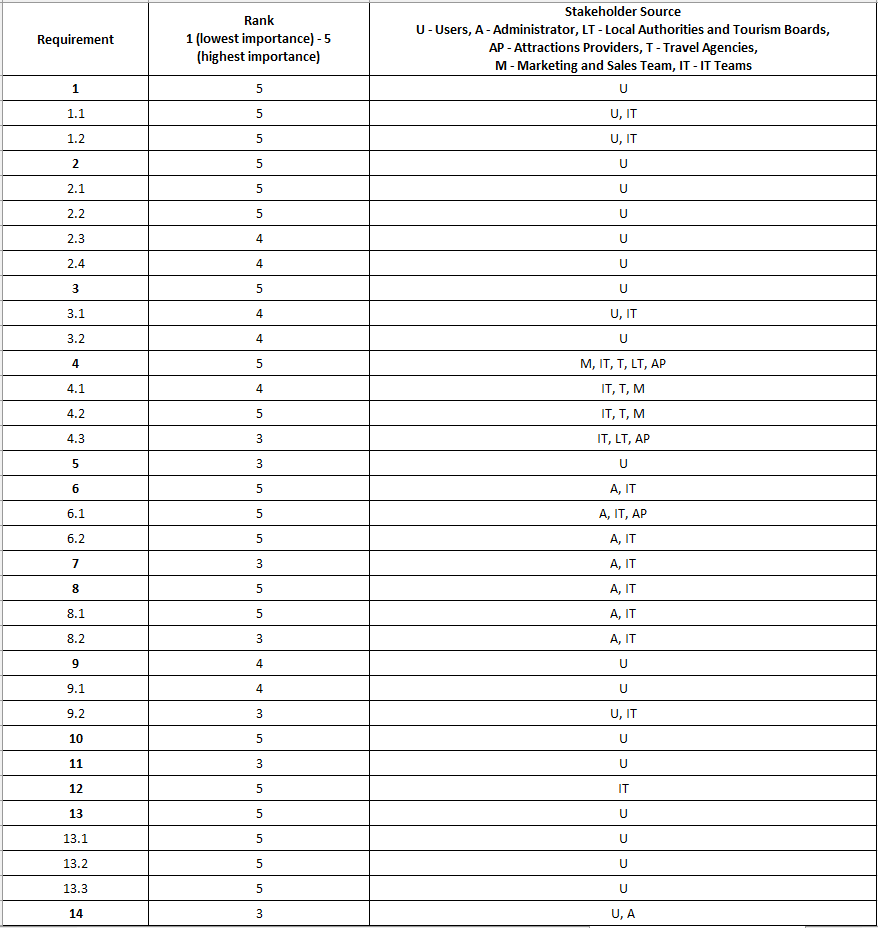 Requirement
Rank
1 (lowest importance) - 5
(highest importance)
Stakeholder Source
U - Users, A - Administrator, LT - Local Authorities and Tourism Boards,
AP - Attractions Providers, T - Travel Agencies,
M - Marketing and Sales Team, IT - IT Teams
1 5 U
1.1 5 U, IT
1.2 5 U, IT
2 5 U
2.1 5 U
2.2 5 U
2.3 4 U
2.4 4 U
3 5 U
3.1 4 U, IT
3.2 4 U
4 5 M, IT, T, LT, AP
4.1 4 IT, T, M
4.2 5 IT, T, M
4.3 3 IT, LT, AP
5 3 U
6 5 A, IT
6.1 5 A, IT, AP
6.2 5 A, IT
7 3 A, IT
8 5 A, IT
8.1 5 A, IT
8.2 3 A, IT
9 4 U
9.1 4 U
9.2 3 U, IT
10 5 U
11 3 U
12 5 IT
13 5 U
13.1 5 U
13.2 5 U
13.3 5 U
14 3 U, A